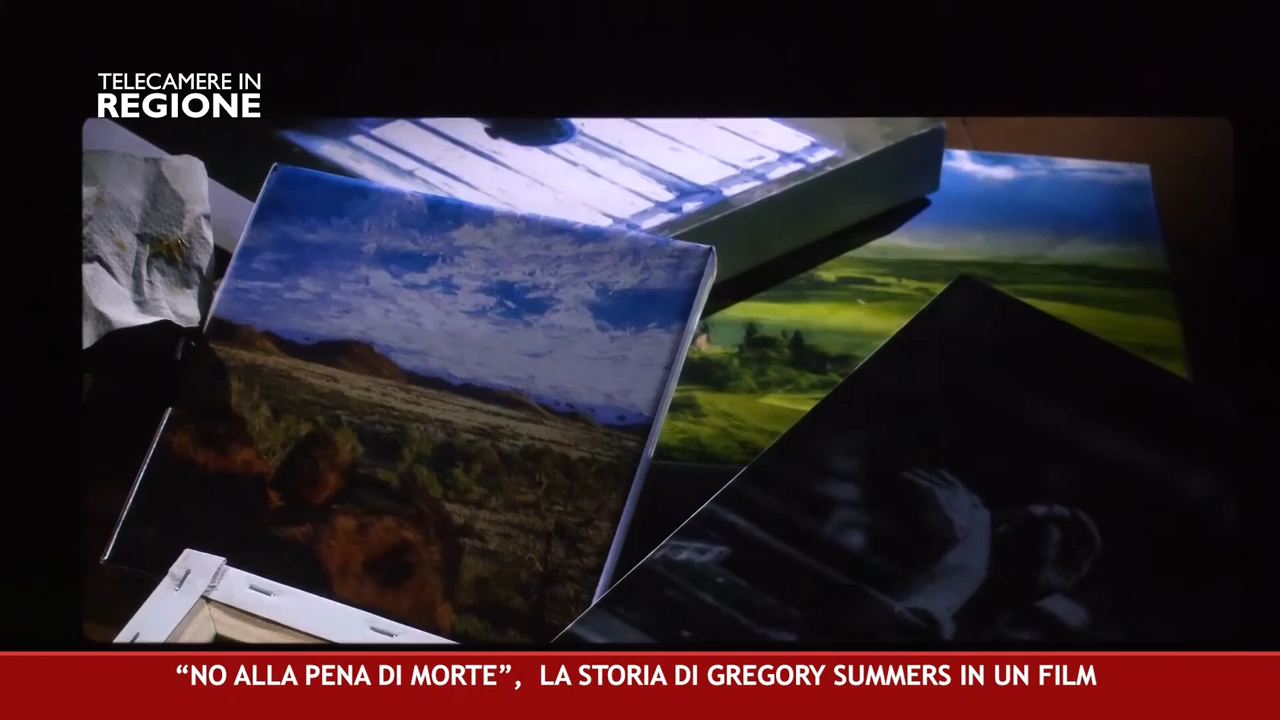 TELECAMERE IN
REGIONE
“NO ALLA PENA DI MORTE”, LA STORIA DI GREGORY SUMMERS IN UN FILM